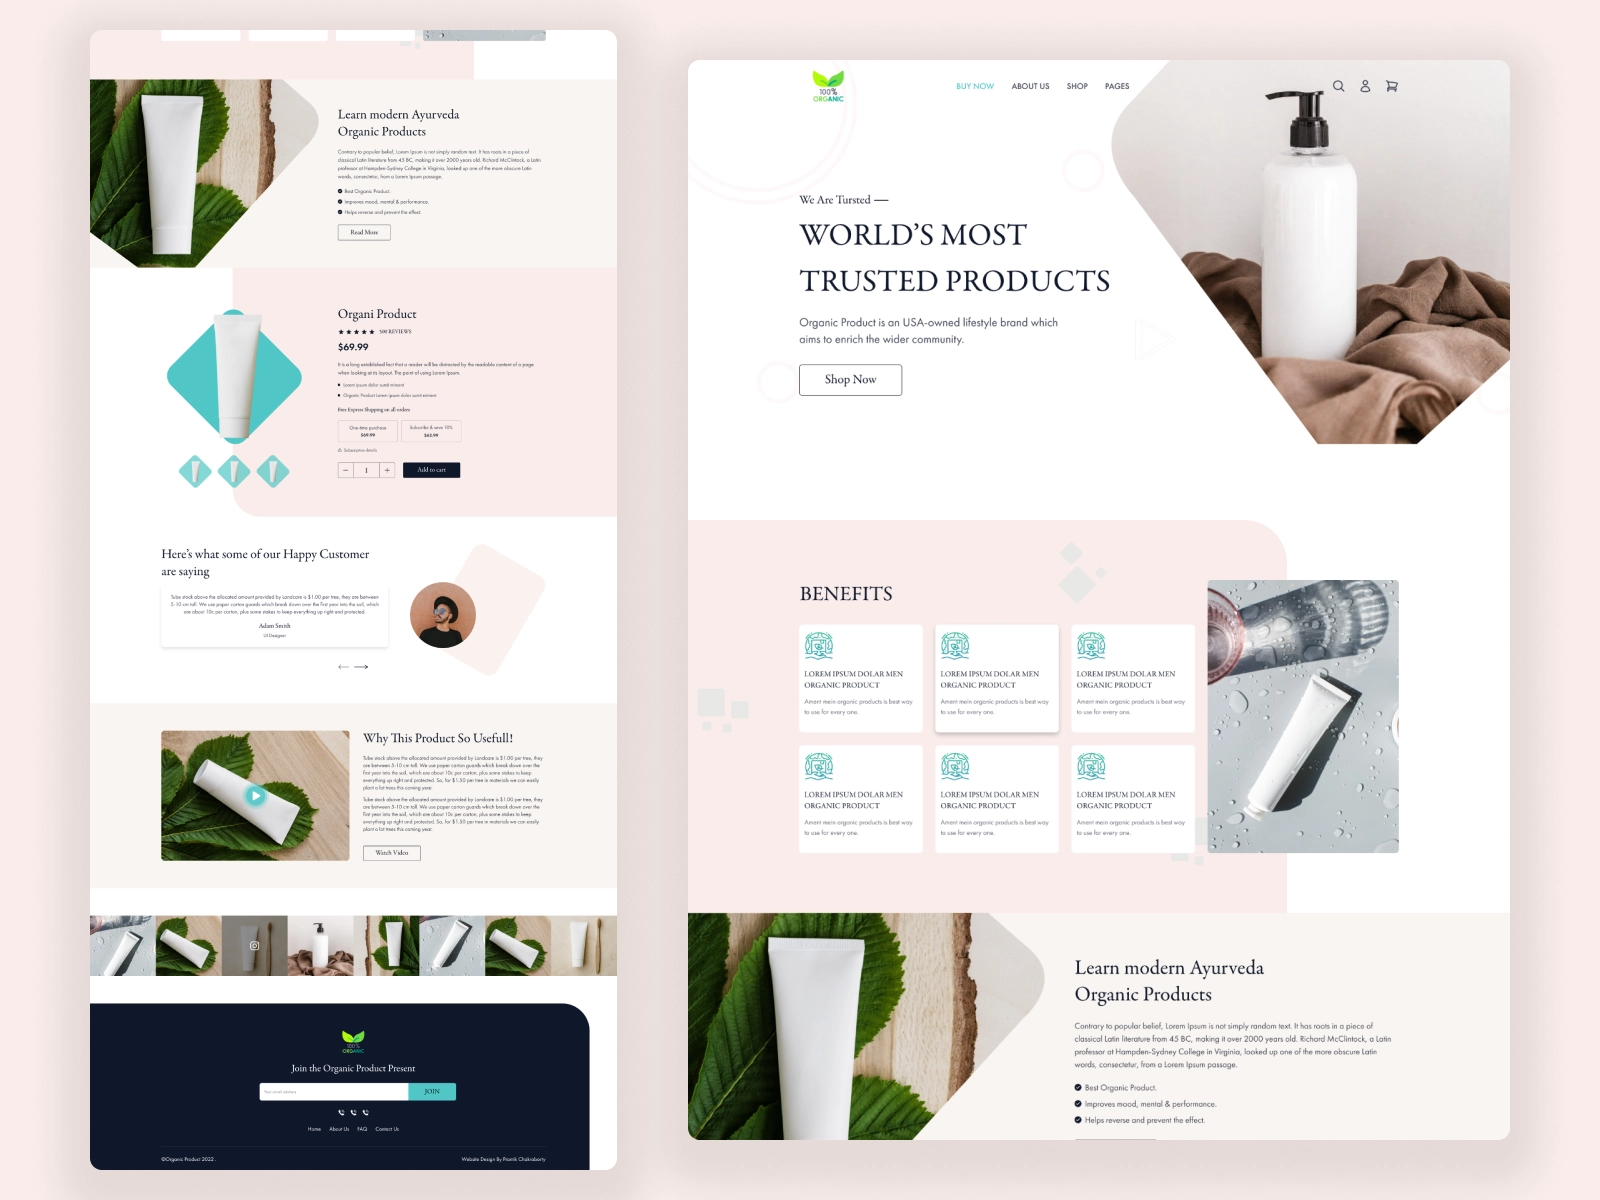 Learn modern Ayurveda
Organic Products
Contrary to popular belief, Lorem Ipsum is not simply random text. It has roots in a piece of
classical Latin literature from 45 BC, making it over 2000 years old. Richard McClintock, a Latin
professor at Hampden-Sydney College in Virginia, looked up one of the more obscure Latin
words, consectetur, from a Lorem Ipsum passage.
Best Organic Product.
Improves mood, mental & performance.
Helps reverse and prevent the effect.
Read More
Organi Product
500 REVIEWS
$69.99
It is a long established fact that a reader will be distracted by the readable content of a page
when looking at its layout. The point of using Lorem Ipsum.
Lorem ipsum dolor sumit minient
Organic Product Lorem ipsum dolor sumit minient
Free Express Shipping on all orders
One-time purchase
$69.99
Subscribe & save 10%
$62.99
Subscription details
1
Add to cart
Here's what some of our Happy Customer
are saying
Tube stock above the allocated amount provided by Landcare is $1.00 per tree, they are between
5-10 cm tall. We use paper carton guards which break down over the first year into the soil, which
are about 10c per carton, plus some stakes to keep everything up right and protected.
Adam Smith
UI Designer
Why This Product So Usefull!
Tube stock above the allocated amount provided by Landcare is $1.00 per tree, they
are between 5-10 cm tall. We use paper carton guards which break down over the
first year into the soil, which are about 10c per carton, plus some stakes to keep
everything up right and protected. So, for $1.50 per tree in materials we can easily
plant a lot trees this coming year.
Tube stock above the allocated amount provided by Landcare is $1.00 per tree, they
are between 5-10 cm tall. We use paper carton guards which break down over the
first year into the soil, which are about 10c per carton, plus some stakes to keep
everything up right and protected. So, for $1.50 per tree in materials we can easily
plant a lot trees this coming year.
Watch Video
100%
ORGANIC
Join the Organic Product Present
Your email address
JOIN
Home About Us FAQ Contact Us
©Organic Product 2022 .
Website Design By Pramik Chakraborty
100%
ORGANIC
BUY NOW ABOUT US SHOP PAGES
We Are Tursted
WORLD'S MOST
TRUSTED PRODUCTS
Organic Product is an USA-owned lifestyle brand which
aims to enrich the wider community.
Shop Now
BENEFITS
LOREM IPSUM DOLAR MEN
ORGANIC PRODUCT
Ament mein organic products is best way
to use for every one.
LOREM IPSUM DOLAR MEN
ORGANIC PRODUCT
Ament mein organic products is best way
to use for every one.
LOREM IPSUM DOLAR MEN
ORGANIC PRODUCT
Ament mein organic products is best way
to use for every one.
LOREM IPSUM DOLAR MEN
ORGANIC PRODUCT
Ament mein organic products is best way
to use for every one.
LOREM IPSUM DOLAR MEN
ORGANIC PRODUCT
Ament mein organic products is best way
to use for every one.
LOREM IPSUM DOLAR MEN
ORGANIC PRODUCT
Ament mein organic products is best way
to use for every one.
Learn modern Ayurveda
Organic Products
Contrary to popular belief, Lorem Ipsum is not simply random text. It has roots in a piece of
classical Latin literature from 45 BC, making it over 2000 years old. Richard McClintock, a Latin
professor at Hampden-Sydney College in Virginia, looked up one of the more obscure Latin
words, consectetur, from a Lorem Ipsum passage.
Best Organic Product.
Improves mood, mental & performance.
Helps reverse and prevent the effect.